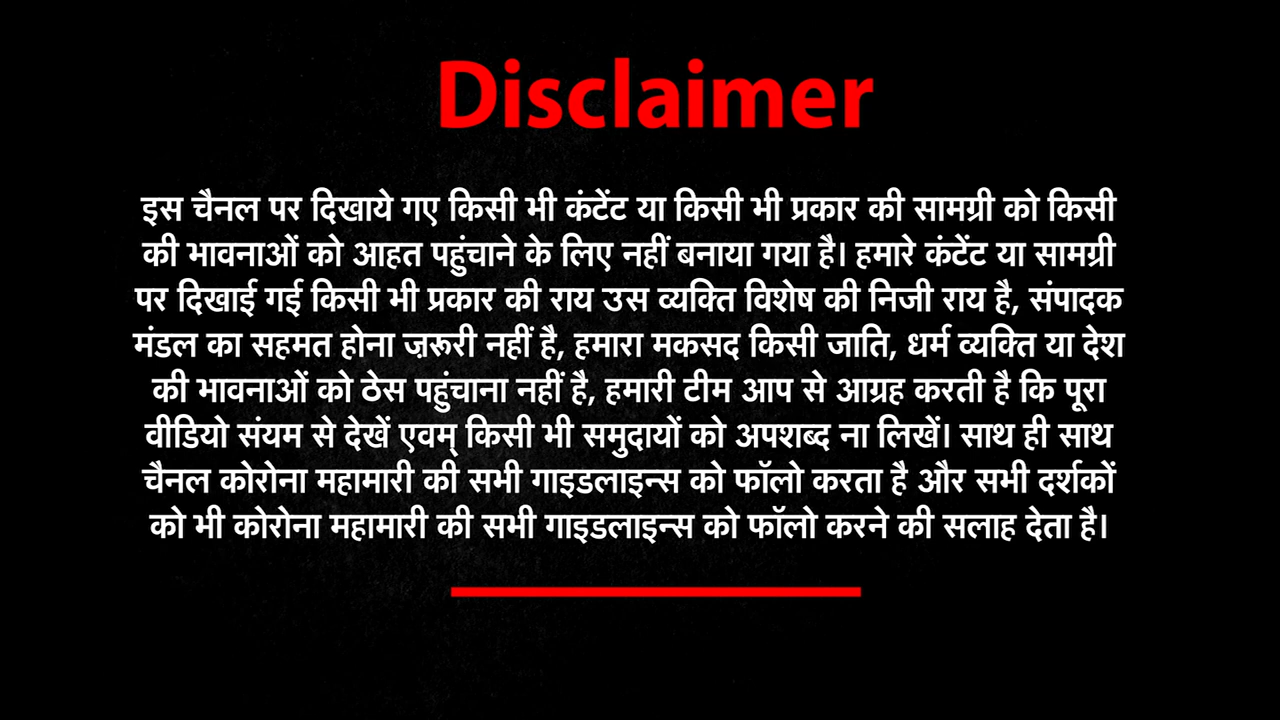 Disclaimer
इस चैनल पर दिखाये गए किसी भी कंटेंट या किसी भी प्रकार की सामग्री को किसी
की भावनाओं को आहत पहुंचाने के लिए नहीं बनाया गया है। हमारे कंटेंट या सामग्री
पर दिखाई गई किसी भी प्रकार की राय उस व्यक्ति विशेष की निजी राय है, संपादक
मंडल का सहमत होना ज़रूरी नहीं है, हमारा मकसद किसी जाति, धर्म व्यक्ति या देश
की भावनाओं को ठेस पहुंचाना नहीं है, हमारी टीम आप से आग्रह करती है कि पूरा
वीडियो संयम से देखें एवम् किसी भी समुदायों को अपशब्द ना लिखें। साथ ही साथ
चैनल कोरोना महामारी की सभी गाइडलाइन्स को फॉलो करता है और सभी दर्शकों
को भी कोरोना महामारी की सभी गाइडलाइन्स को फॉलो करने की सलाह देता है।